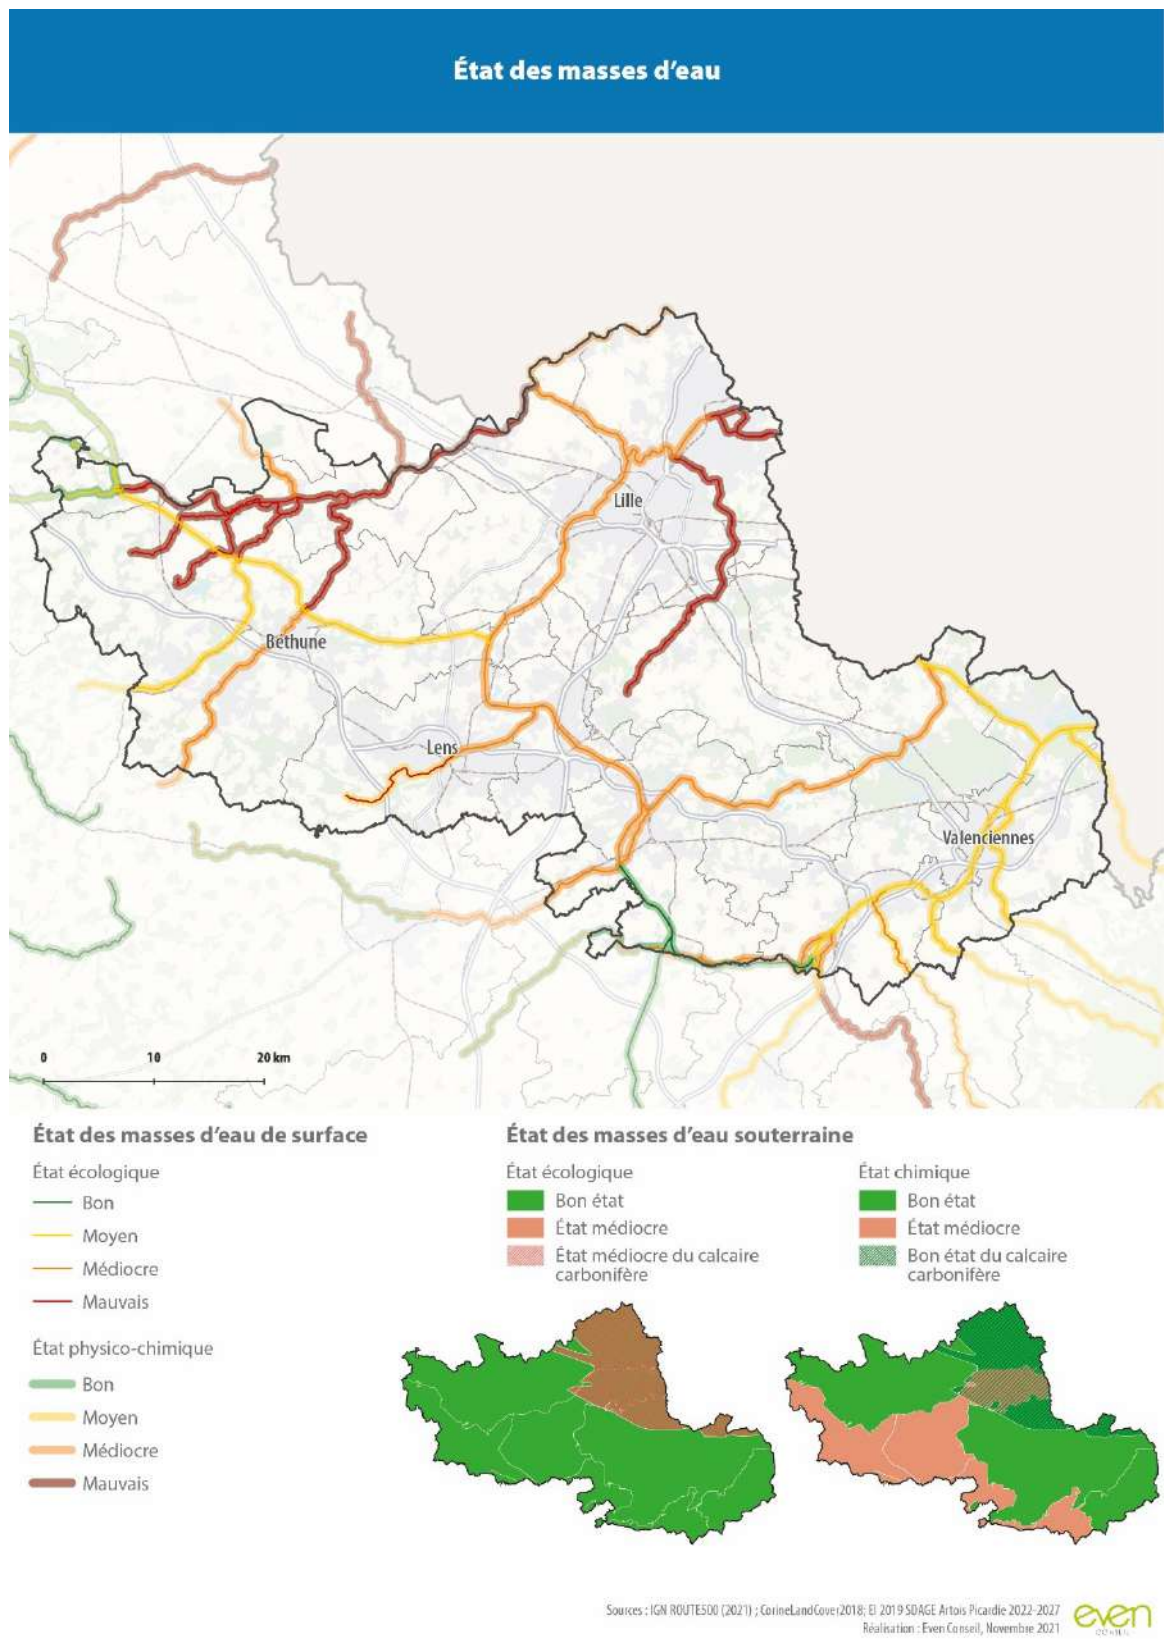 État des masses d'eau
Lille
Béthune
Lens
Valenciennes
0 10 20 km
État des masses d'eau de surface
État écologique
Bon
Moyen
Médiocre
Mauvais
État physico-chimique
Bon
Moyen
Médiocre
Mauvais
État des masses d'eau souterraine
État écologique
Bon état
État médiocre
État médiocre du calcaire
carbonifère
État chimique
Bon état
État médiocre
Bon état du calcaire
carbonifère
Sources : IGN ROUTE500 (2021) ; CorineLandCover2018; EI 2019 SDAGE Artois Picardie 2022-2027
Réalisation : Even Conseil, Novembre 2021
even
CONSEIL